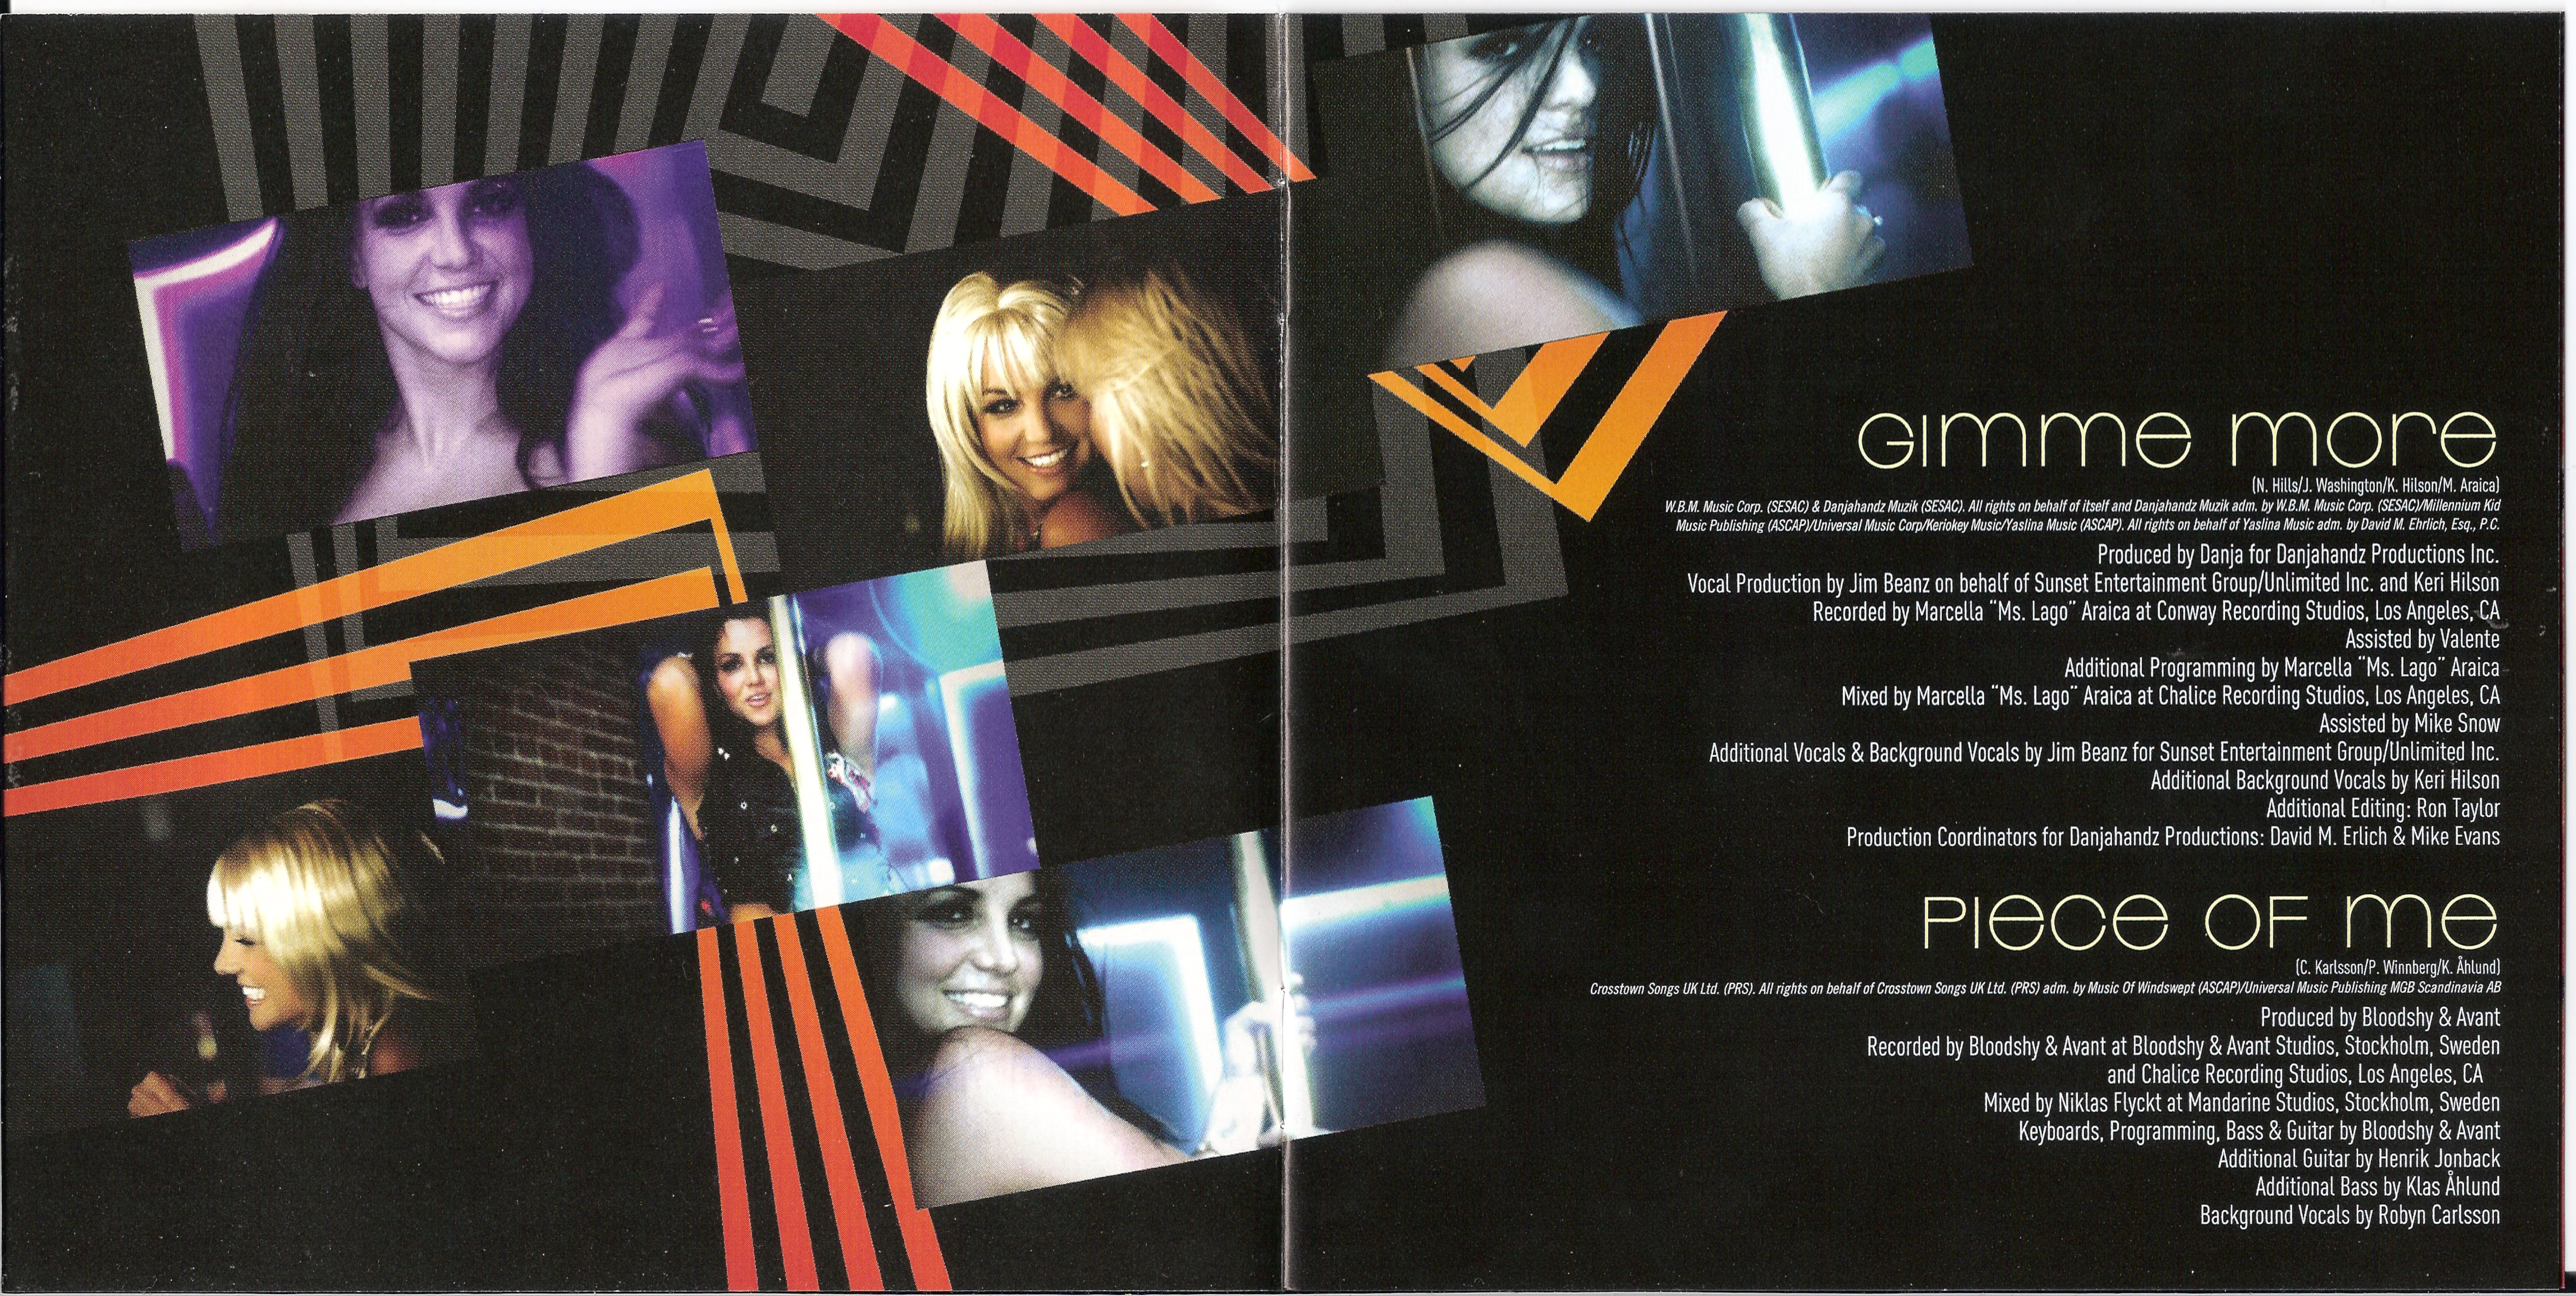 GIMME MORE
(N. Hills/J. Washington/K. Hilson/M. Araica)
W.B.M. Music Corp. (SESAC) & Danjahandz Muzik (SESAC). All rights on behalf of itself and Danjahandz Muzik adm. by W.B.M. Music Corp. (SESAC)/Millennium Kid
Music Publishing (ASCAP)/Universal Music Corp/Keriokey Music/Yaslina Music (ASCAP). All rights on behalf of Yaslina Music adm. by David M. Ehrlich, Esq., P.C.
Produced by Danja for Danjahandz Productions Inc.
Vocal Production by Jim Beanz on behalf of Sunset Entertainment Group/Unlimited Inc. and Keri Hilson
Recorded by Marcella "Ms. Lago" Araica at Conway Recording Studios, Los Angeles, CA
Assisted by Valente
Additional Programming by Marcella "Ms. Lago" Araica
Mixed by Marcella "Ms. Lago" Araica at Chalice Recording Studios, Los Angeles, CA
Assisted by Mike Snow
Additional Vocals & Background Vocals by Jim Beanz for Sunset Entertainment Group/Unlimited Inc.
Additional Background Vocals by Keri Hilson
Additional Editing: Ron Taylor
Production Coordinators for Danjahandz Productions: David M. Erlich & Mike Evans
PIECE OF ME
(C. Karlsson/P. Winnberg/K. Åhlund)
Crosstown Songs UK Ltd. (PRS). All rights on behalf of Crosstown Songs UK Ltd. (PRS) adm. by Music Of Windswept (ASCAP)/Universal Music Publishing MGB Scandinavia AB
Produced by Bloodshy & Avant
Recorded by Bloodshy & Avant at Bloodshy & Avant Studios, Stockholm, Sweden
and Chalice Recording Studios, Los Angeles, CA
Mixed by Niklas Flyckt at Mandarine Studios, Stockholm, Sweden
Keyboards, Programming, Bass & Guitar by Bloodshy & Avant
Additional Guitar by Henrik Jonback
Additional Bass by Klas Åhlund
Background Vocals by Robyn Carlsson